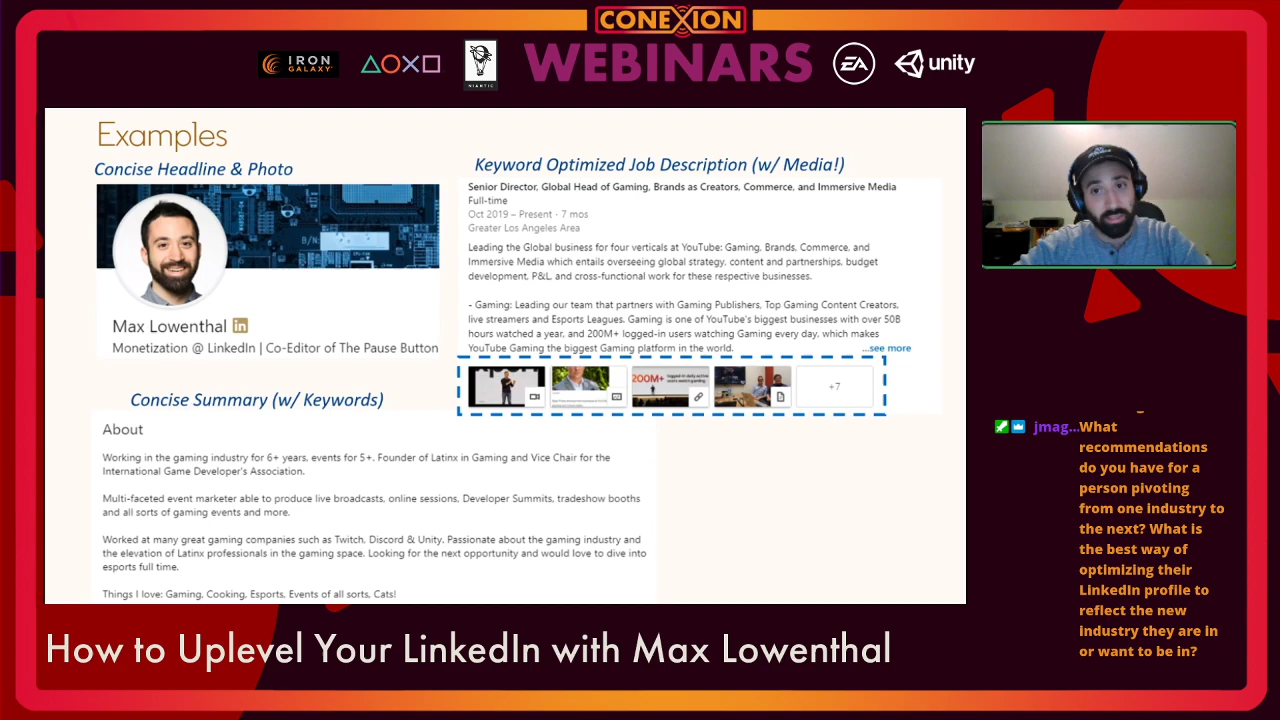 CONEXION
WEBINARS
IRON
GALAXY
NIANTIC
EA
unity
Examples
Concise Headline & Photo
Max Lowenthal in
Monetization @ LinkedIn | Co-Editor of The Pause Button
Keyword Optimized Job Description (w/ Media!)
Senior Director, Global Head of Gaming, Brands as Creators, Commerce, and Immersive Media
Full-time
Oct 2019 – Present · 7 mos
Greater Los Angeles Area
Leading the Global business for four verticals at YouTube: Gaming, Brands, Commerce, and
Immersive Media which entails overseeing global strategy, content and partnerships, budget
development, P&L, and cross-functional work for these respective businesses.
- Gaming: Leading our team that partners with Gaming Publishers, Top Gaming Content Creators,
live streamers and Esports Leagues. Gaming is one of YouTube's biggest businesses with over 50B
hours watched a year, and 200M+ logged-in users watching Gaming every day, which makes
YouTube Gaming the biggest Gaming platform in the world. ...see more
200M+
+7
Concise Summary (w/ Keywords)
About
Working in the gaming industry for 6+ years, events for 5+. Founder of Latinx in Gaming and Vice Chair for the
International Game Developer's Association.
Multi-faceted event marketer able to produce live broadcasts, online sessions, Developer Summits, tradeshow booths
and all sorts of gaming events and more.
Worked at many great gaming companies such as Twitch, Discord & Unity. Passionate about the gaming industry and
the elevation of Latinx professionals in the gaming space. Looking for the next opportunity and would love to dive into
esports full time.
Things I love: Gaming, Cooking, Esports, Events of all sorts, Cats!
jmag... What
recommendations
do you have for a
person pivoting
from one industry to
the next? What is
the best way of
optimizing their
LinkedIn profile to
reflect the new
industry they are in
or want to be in?
How to Uplevel Your LinkedIn with Max Lowenthal